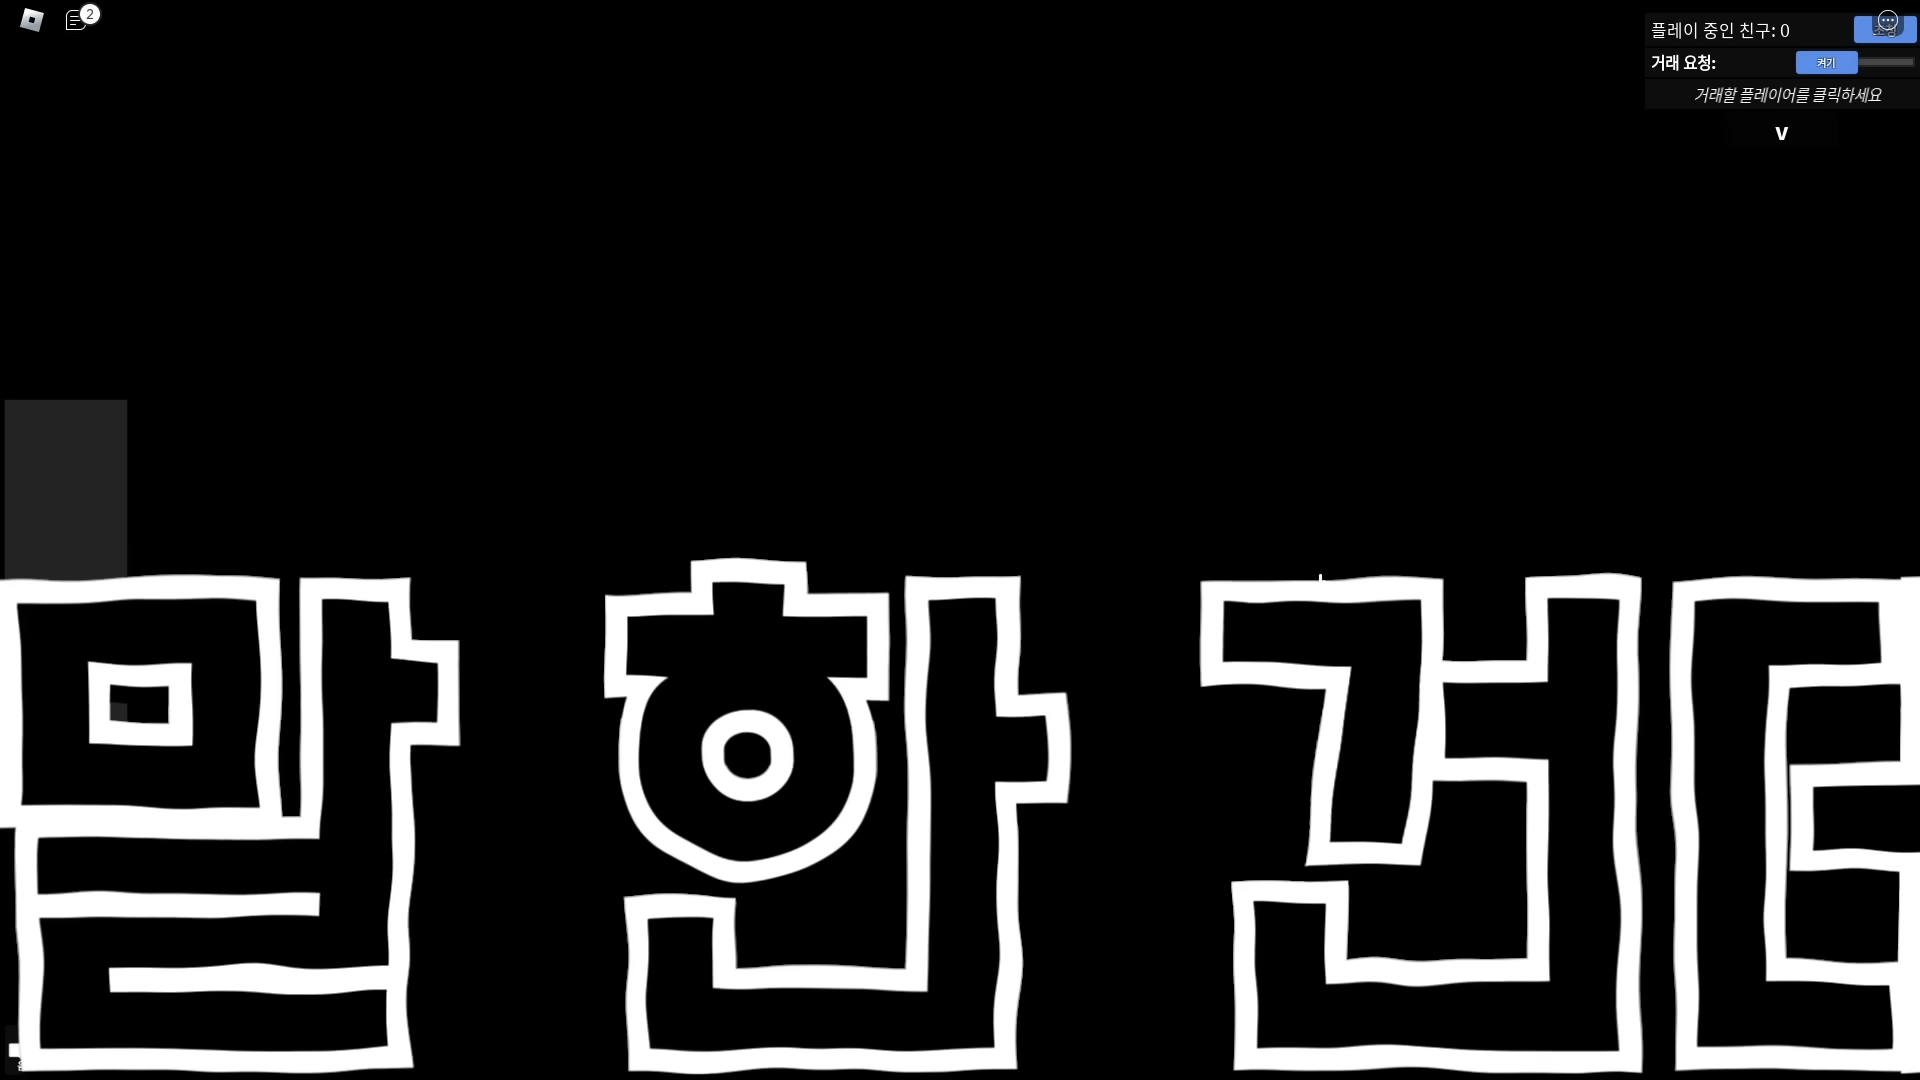 2
플레이 중인 친구: 0
거래 요청: 켜기
거래할 플레이어를 클릭하세요
v
말 한 건